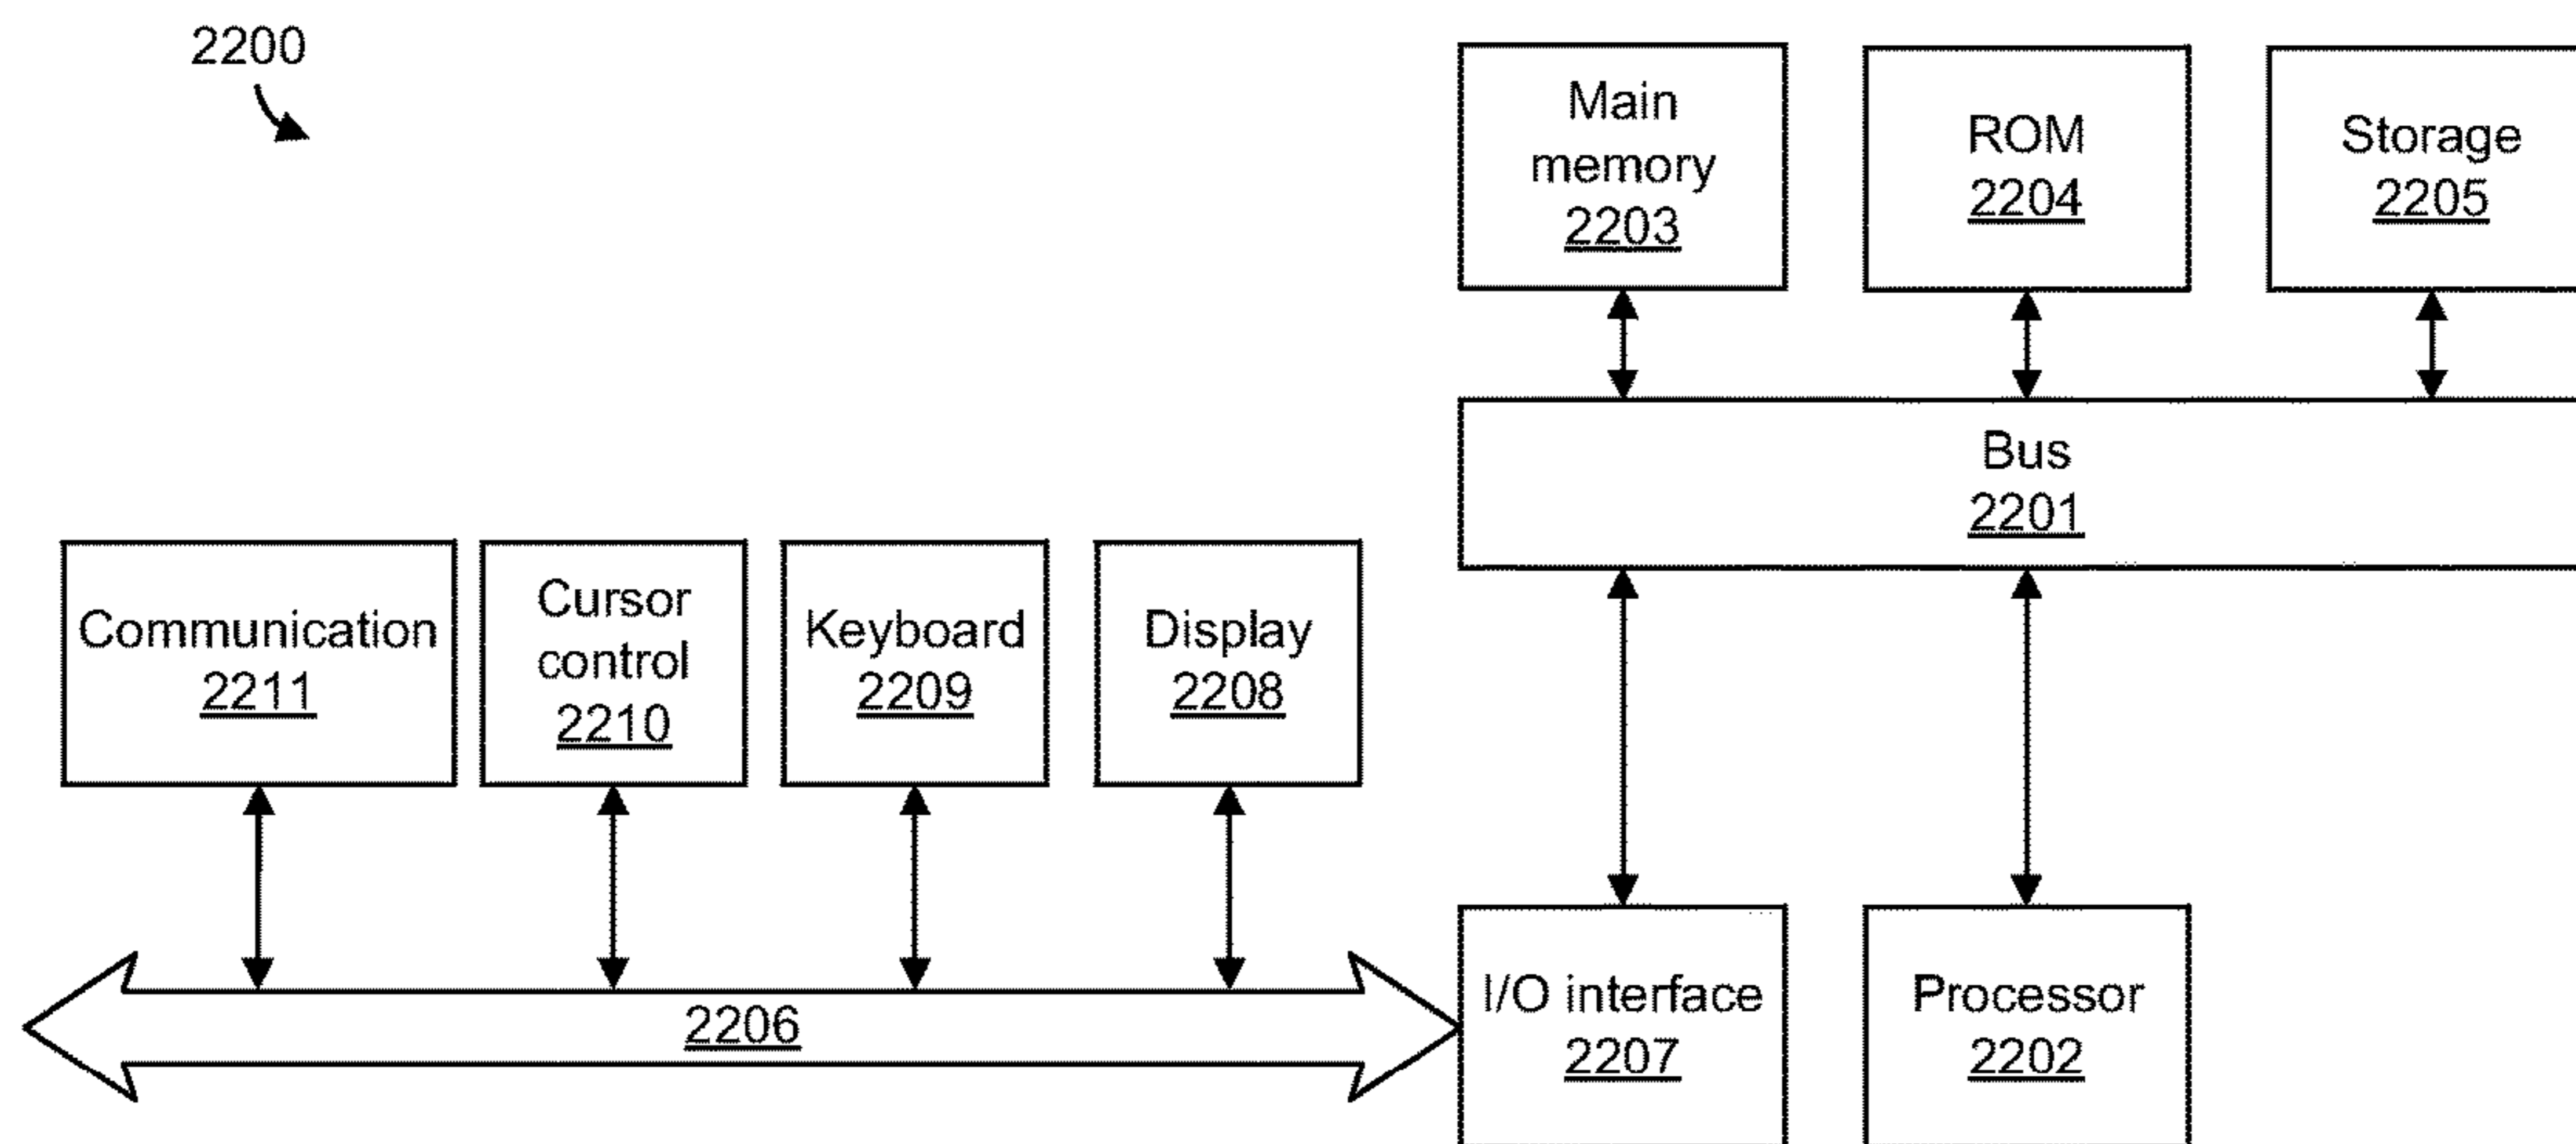 2200
Main
memory
2203
ROM
2204
Storage
2205
Bus
2201
Communication
2211
Cursor
control
2210
Keyboard
2209
Display
2208
2206
I/O interface
2207
Processor
2202